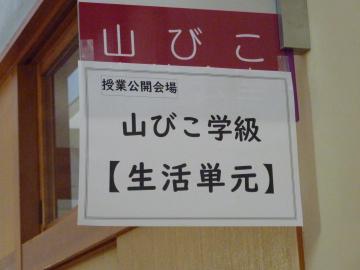 山びこ
授業公開会場
山びこ学級
【生活単元】